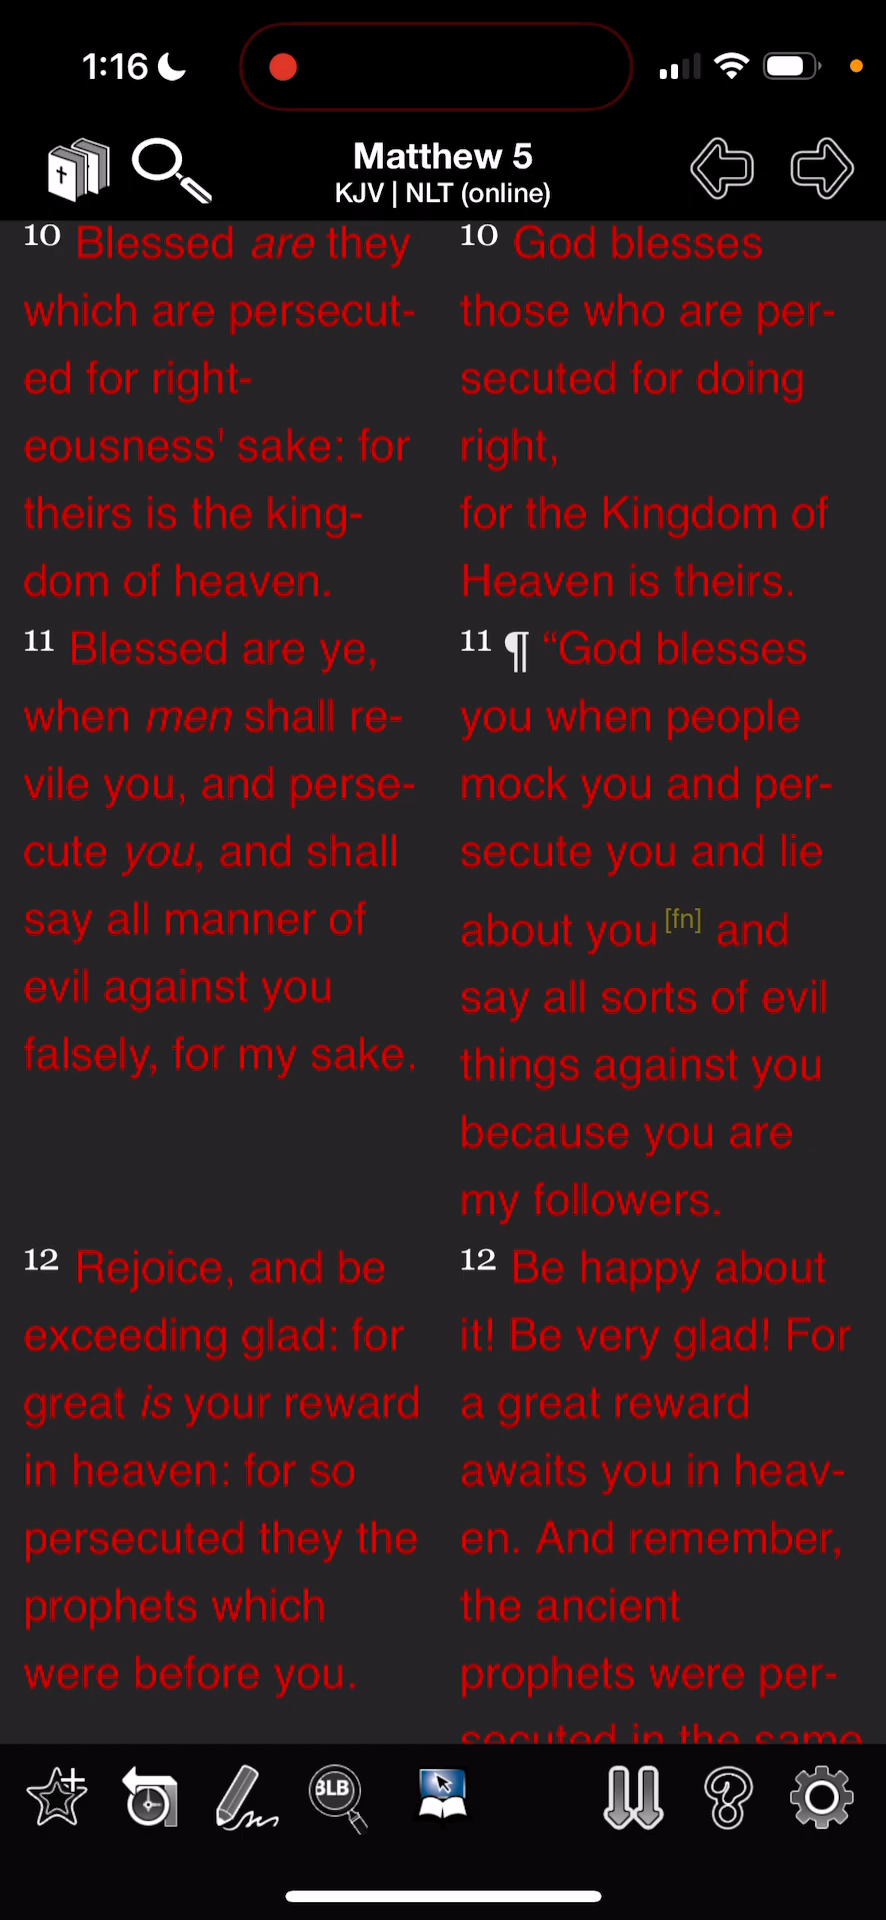 1:16
Matthew 5
KJV | NLT (online)
10 Blessed are they
which are persecut-
ed for right-
eousness' sake: for
theirs is the king-
dom of heaven.
11 Blessed are ye,
when men shall re-
vile you, and perse-
cute you, and shall
say all manner of
evil against you
falsely, for my sake.
12 Rejoice, and be
exceeding glad: for
great is your reward
in heaven: for so
persecuted they the
prophets which
were before you.
10 God blesses
those who are per-
secuted for doing
right,
for the Kingdom of
Heaven is theirs.
11 ¶ “God blesses
you when people
mock you and per-
secute you and lie
about you [fn] and
say all sorts of evil
things against you
because you are
my followers.
12 Be happy about
it! Be very glad! For
a great reward
awaits you in heav-
en. And remember,
the ancient
prophets were per-
secuted in the same
BLB